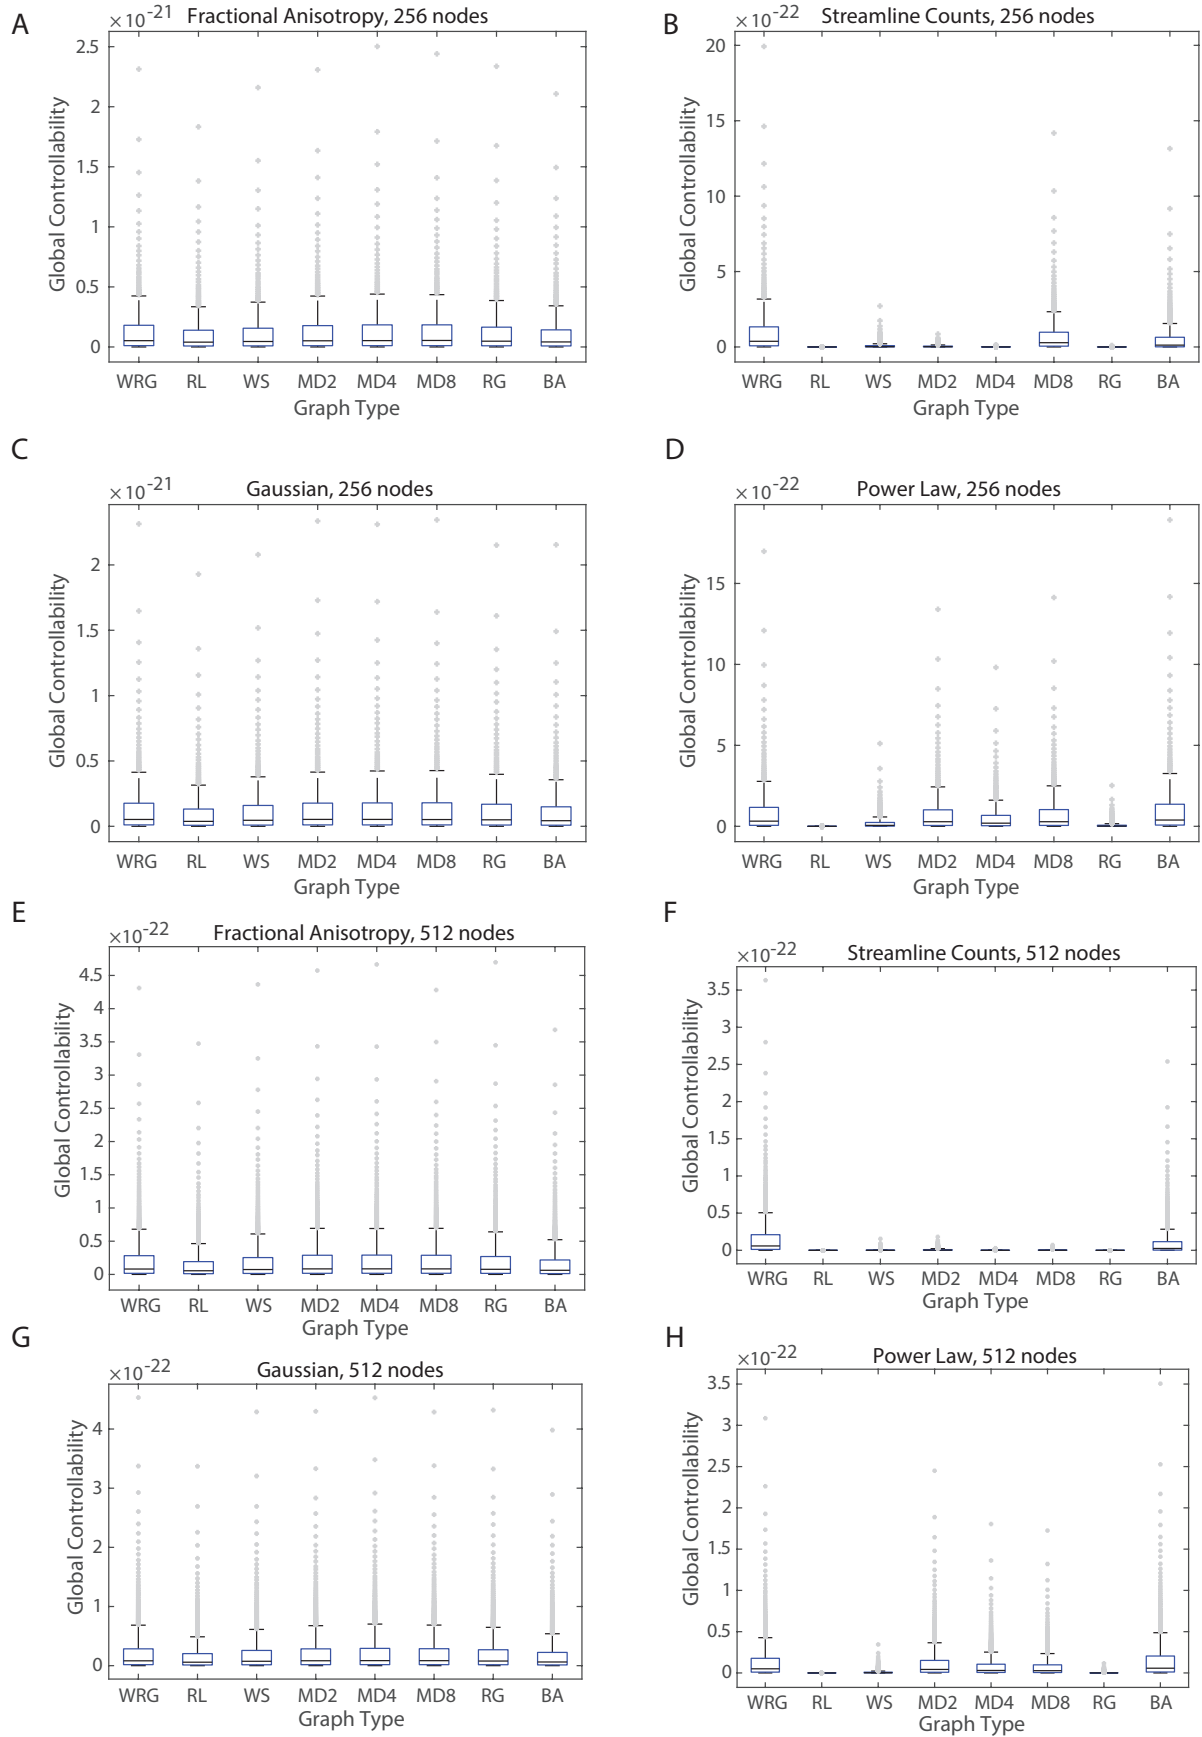 A
×10-21
Fractional Anisotropy, 256 nodes
2.5
2
1.5
1
0.5
0
Global Controllability
WRG RL WS MD2 MD4 MD8 RG BA
Graph Type
B
×10-22
Streamline Counts, 256 nodes
20
15
10
5
0
Global Controllability
WRG RL WS MD2 MD4 MD8 RG BA
Graph Type
C
×10-21
Gaussian, 256 nodes
2
1.5
1
0.5
0
Global Controllability
WRG RL WS MD2 MD4 MD8 RG BA
Graph Type
D
×10-22
Power Law, 256 nodes
15
10
5
0
Global Controllability
WRG RL WS MD2 MD4 MD8 RG BA
Graph Type
E
×10-22
Fractional Anisotropy, 512 nodes
4.5
4
3.5
3
2.5
2
1.5
1
0.5
0
Global Controllability
WRG RL WS MD2 MD4 MD8 RG BA
Graph Type
F
×10-22
Streamline Counts, 512 nodes
3.5
3
2.5
2
1.5
1
0.5
0
Global Controllability
WRG RL WS MD2 MD4 MD8 RG BA
Graph Type
G
×10-22
Gaussian, 512 nodes
4
3
2
1
0
Global Controllability
WRG RL WS MD2 MD4 MD8 RG BA
Graph Type
H
×10-22
Power Law, 512 nodes
3.5
3
2.5
2
1.5
1
0.5
0
Global Controllability
WRG RL WS MD2 MD4 MD8 RG BA
Graph Type